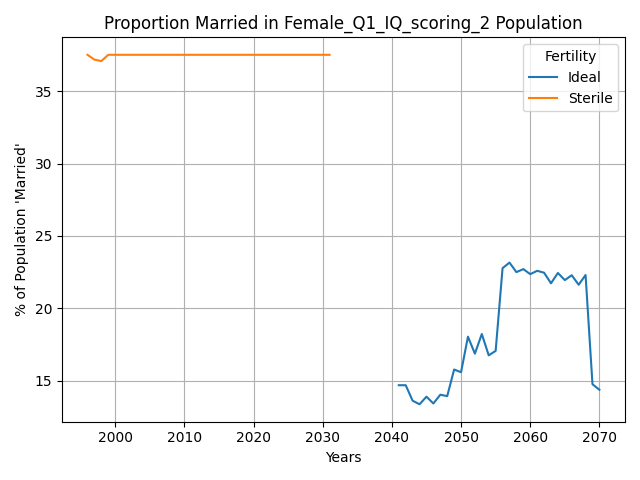 Proportion Married in Female_Q1_IQ_scoring_2 Population
Fertility
Ideal
Sterile
% of Population 'Married'
35
30
25
20
15
2000 2010 2020 2030 2040 2050 2060 2070
Years